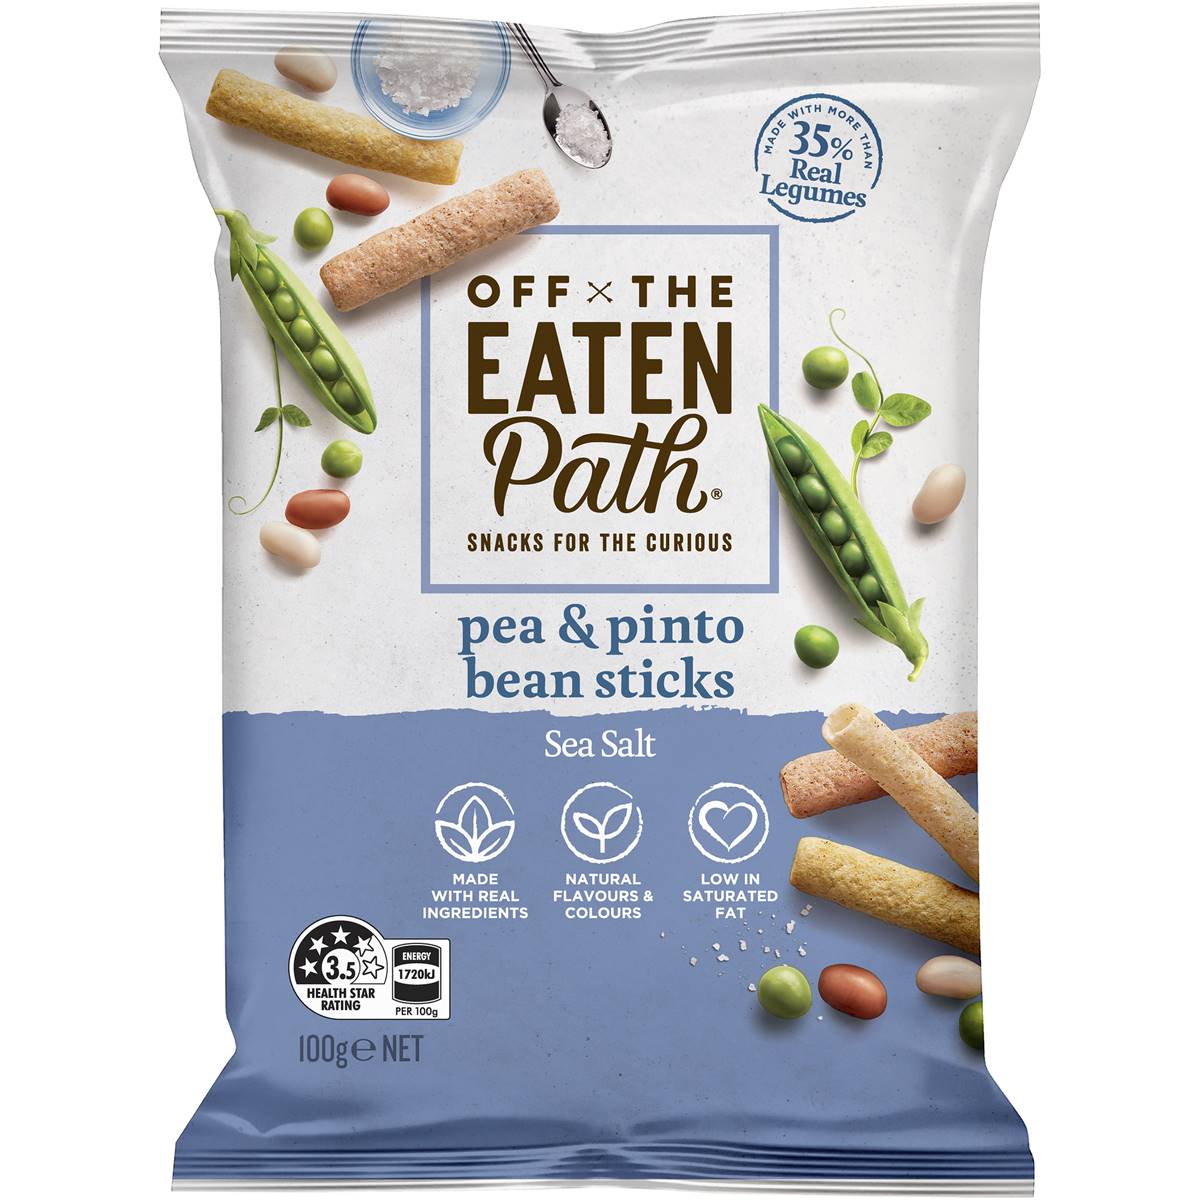 MADE WITH MORE THAN
35%
Real
Legumes
OFF × THE
EATEN
Path®
SNACKS FOR THE CURIOUS
pea & pinto
bean sticks
Sea Salt
MADE
WITH REAL
INGREDIENTS
NATURAL
FLAVOURS &
COLOURS
LOW IN
SATURATED
FAT
3.5
HEALTH STAR
RATING
ENERGY
1720kJ
PER 100g
100g℮ NET